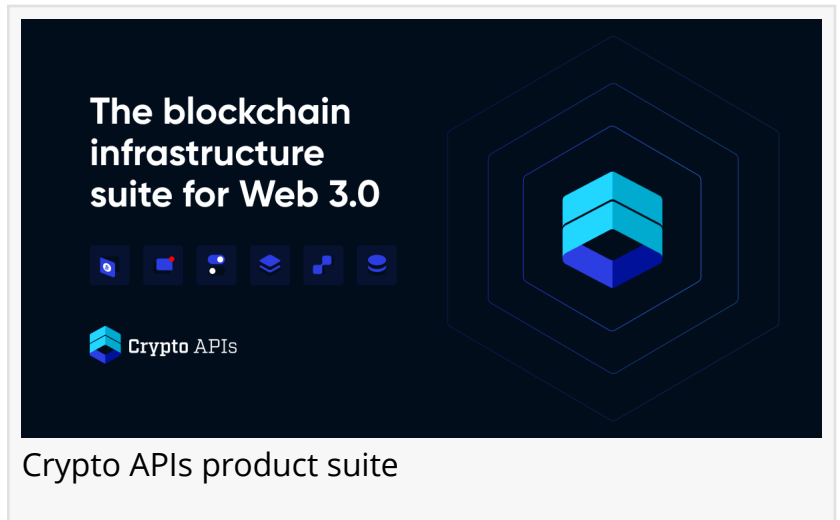 The blockchain
infrastructure
suite for Web 3.0
Crypto APIs
Crypto APIs product suite